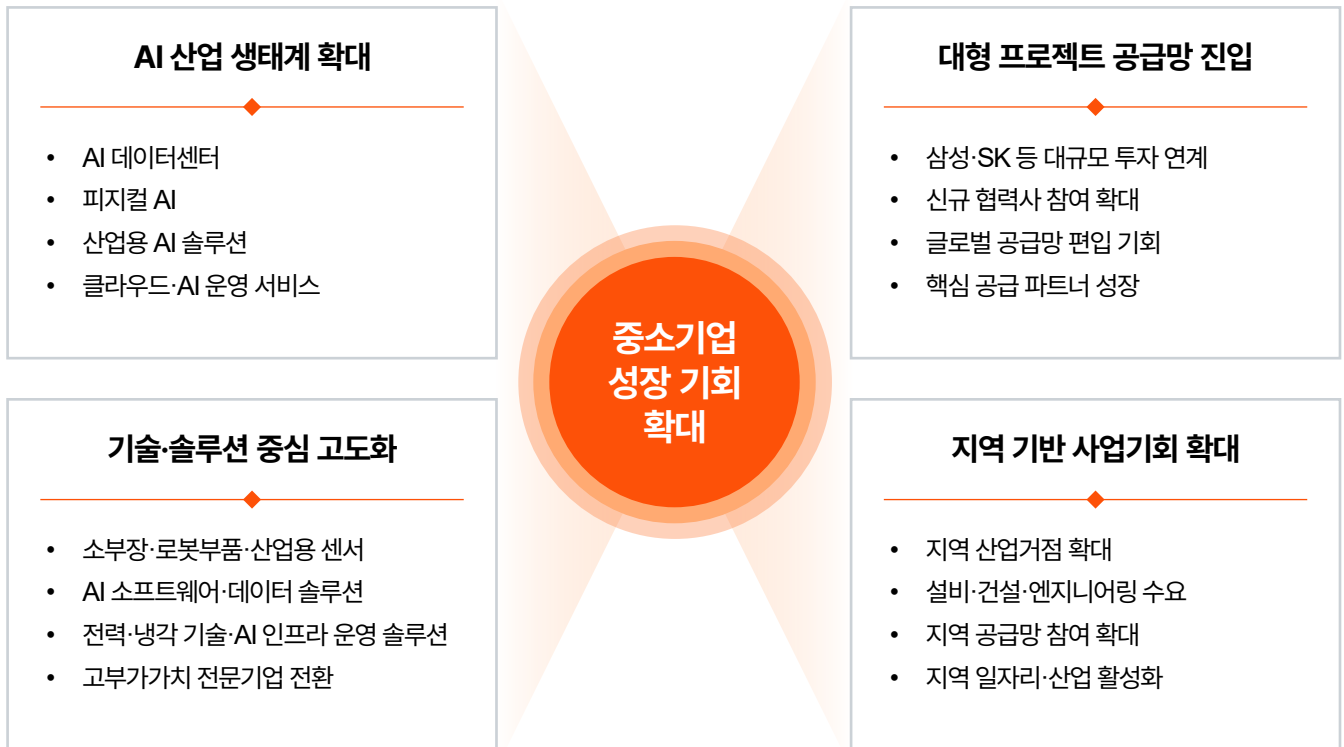 AI 산업 생태계 확대
• AI 데이터센터
• 피지컬 AI
• 산업용 AI 솔루션
• 클라우드·AI 운영 서비스
대형 프로젝트 공급망 진입
• 삼성·SK 등 대규모 투자 연계
• 신규 협력사 참여 확대
• 글로벌 공급망 편입 기회
• 핵심 공급 파트너 성장
중소기업
성장 기회
확대
기술·솔루션 중심 고도화
• 소부장·로봇부품·산업용 센서
• AI 소프트웨어·데이터 솔루션
• 전력·냉각 기술·AI 인프라 운영 솔루션
• 고부가가치 전문기업 전환
지역 기반 사업기회 확대
• 지역 산업거점 확대
• 설비·건설·엔지니어링 수요
• 지역 공급망 참여 확대
• 지역 일자리·산업 활성화